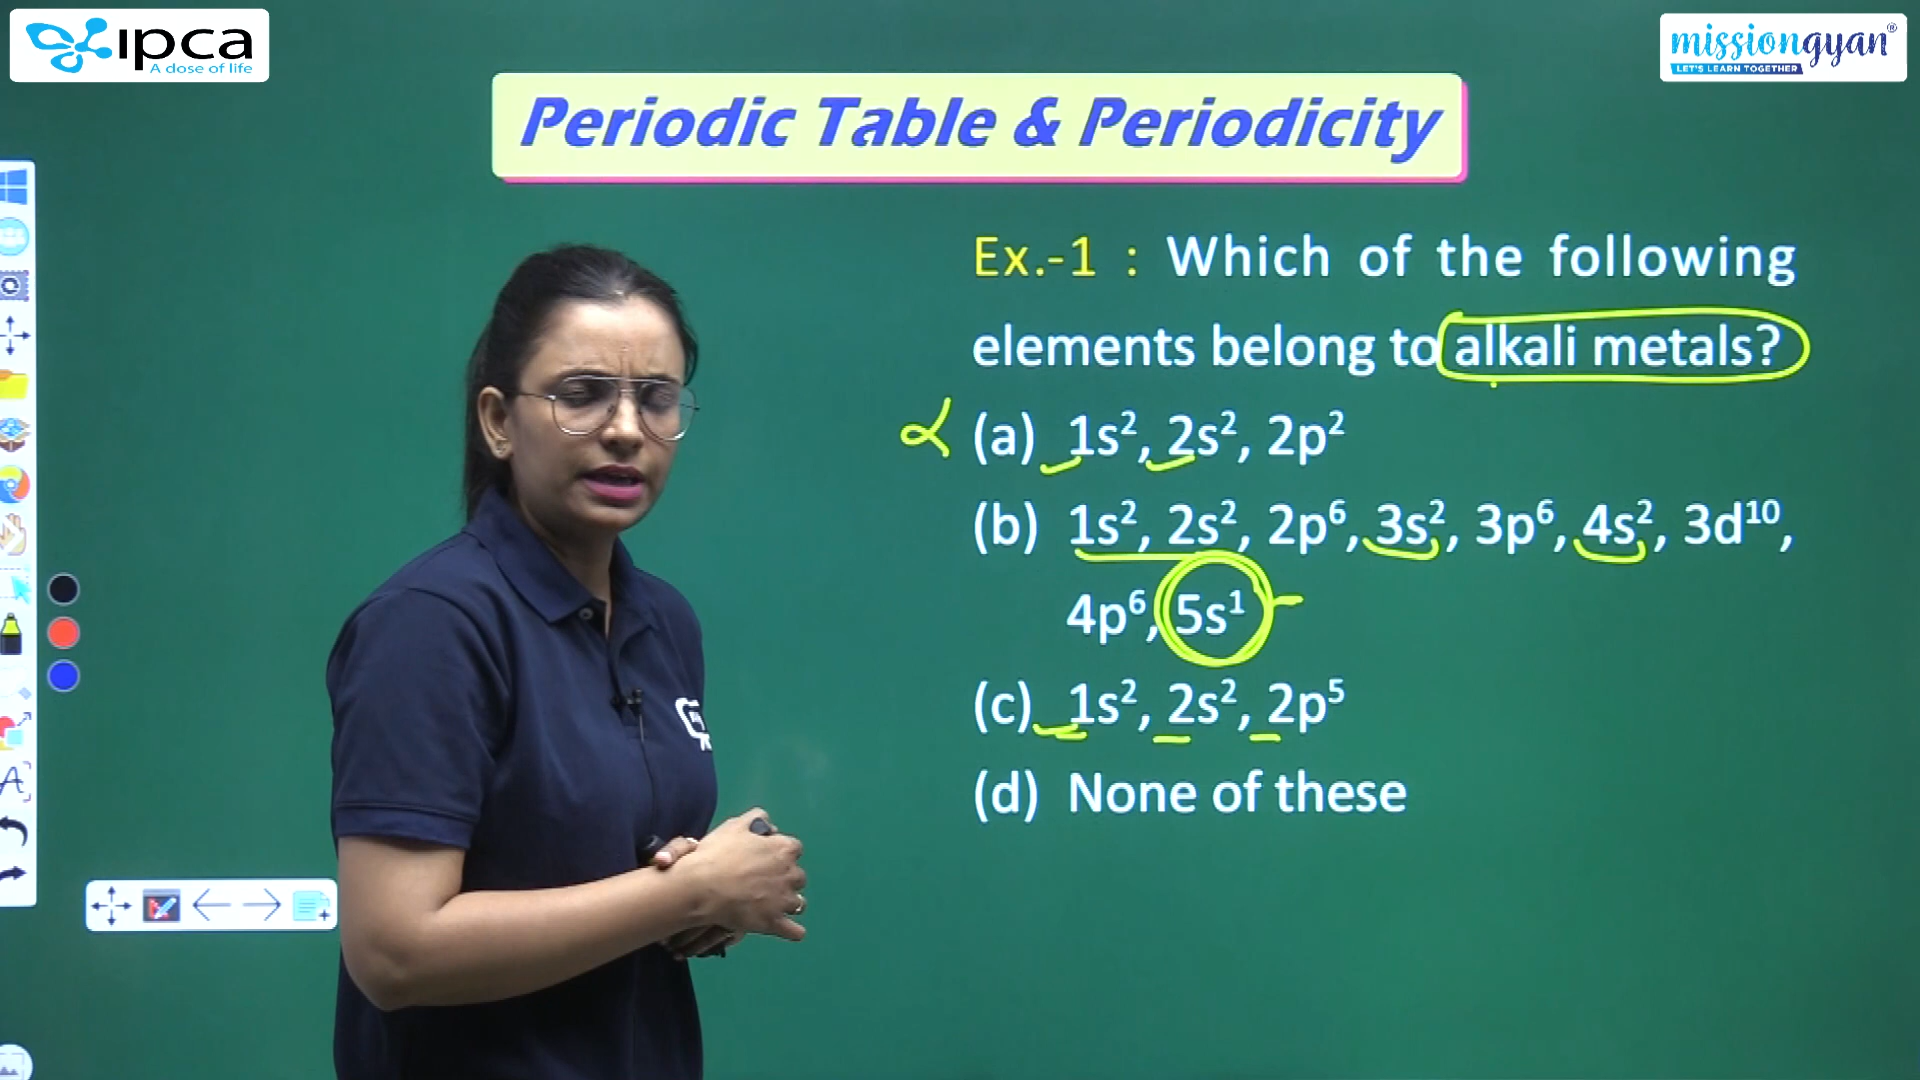 ipca
A dose of life
missiongyan®
LET'S LEARN TOGETHER
Periodic Table & Periodicity
Ex.-1 : Which of the following
elements belong to alkali metals?
(a) 1s², 2s², 2p²
(b) 1s², 2s², 2p⁶, 3s², 3p⁶, 4s², 3d¹⁰,
4p⁶, 5s¹
(c) 1s², 2s², 2p⁵
(d) None of these